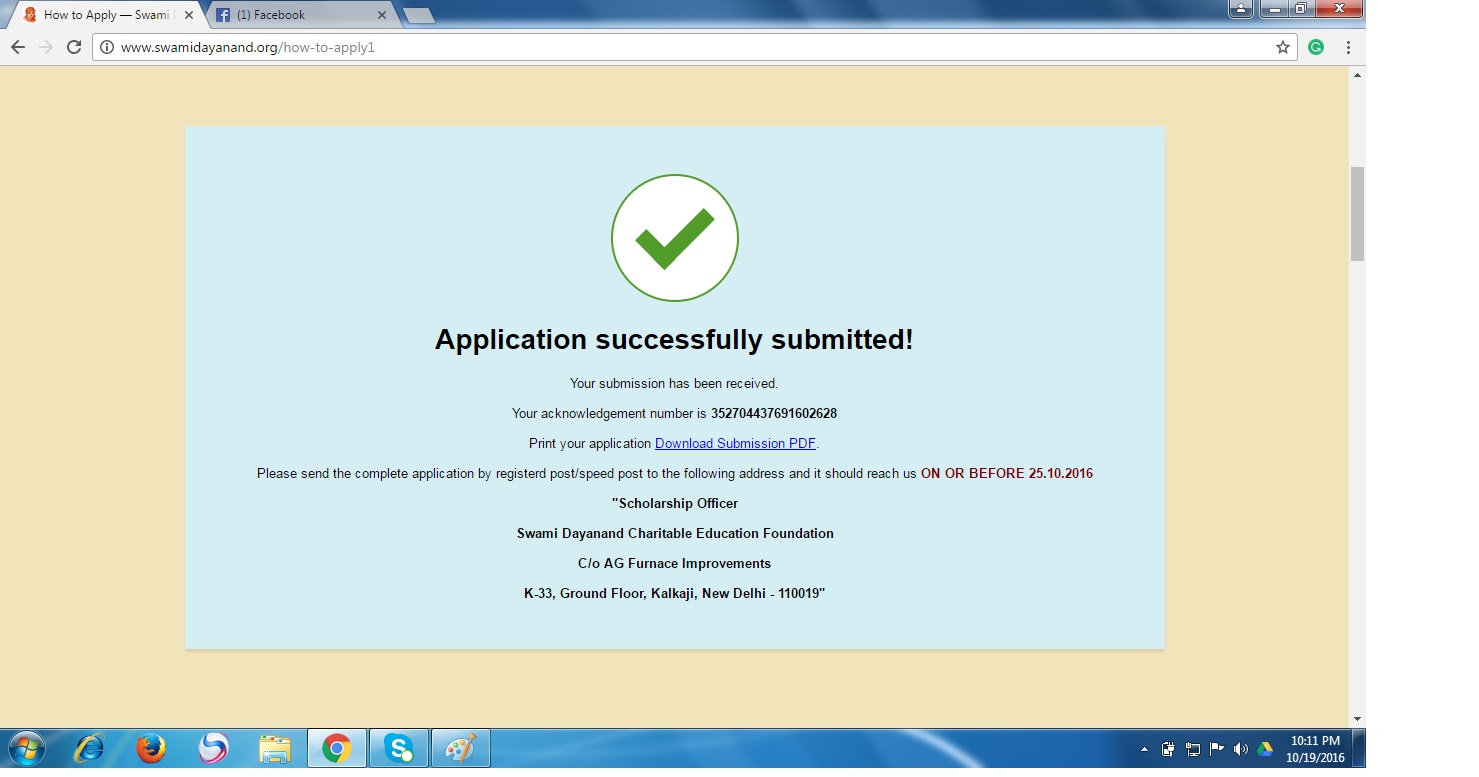 How to Apply — Swami
(1) Facebook
www.swamidayanand.org/how-to-apply1
Application successfully submitted!
Your submission has been received.
Your acknowledgement number is 352704437691602628
Print your application Download Submission PDF.
Please send the complete application by registerd post/speed post to the following address and it should reach us ON OR BEFORE 25.10.2016
"Scholarship Officer
Swami Dayanand Charitable Education Foundation
C/o AG Furnace Improvements
K-33, Ground Floor, Kalkaji, New Delhi - 110019"
10:11 PM
10/19/2016